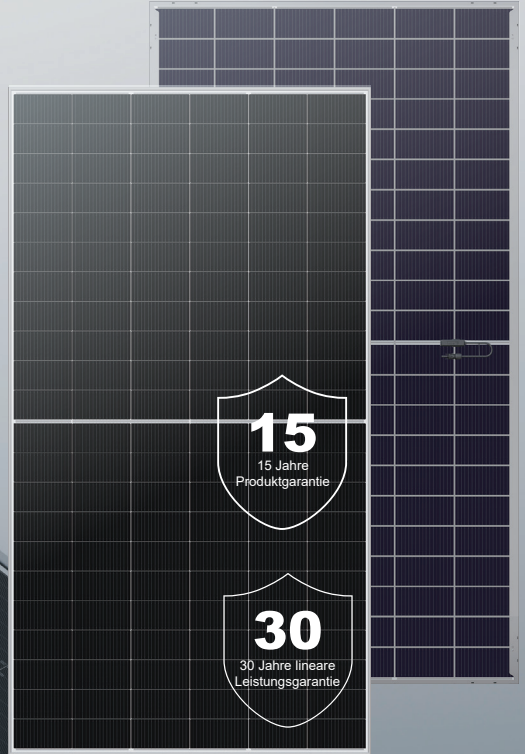 15
15 Jahre
Produktgarantie
30
30 Jahre lineare
Leistungsgarantie